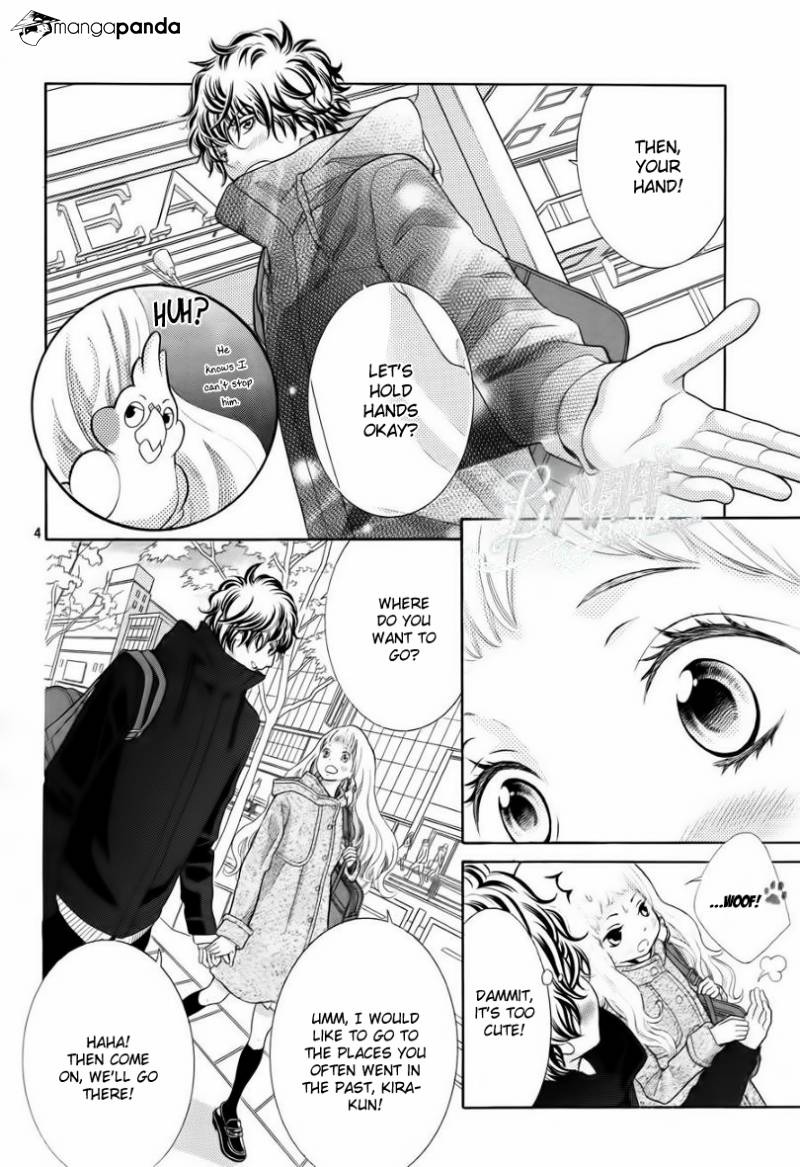 mangapanda
THEN,
YOUR
HAND!
LEA
HUH?
He
knows I
can't stop
him.
LET'S
HOLD
HANDS
OKAY?
4
WHERE
DO YOU
WANT TO
GO?
...WOOF!
DAMMIT,
IT'S TOO
CUTE!
UMM, I WOULD
LIKE TO GO TO
THE PLACES YOU
OFTEN WENT IN
THE PAST, KIRA-
KUN!
HAHA!
THEN COME
ON, WE'LL GO
THERE!